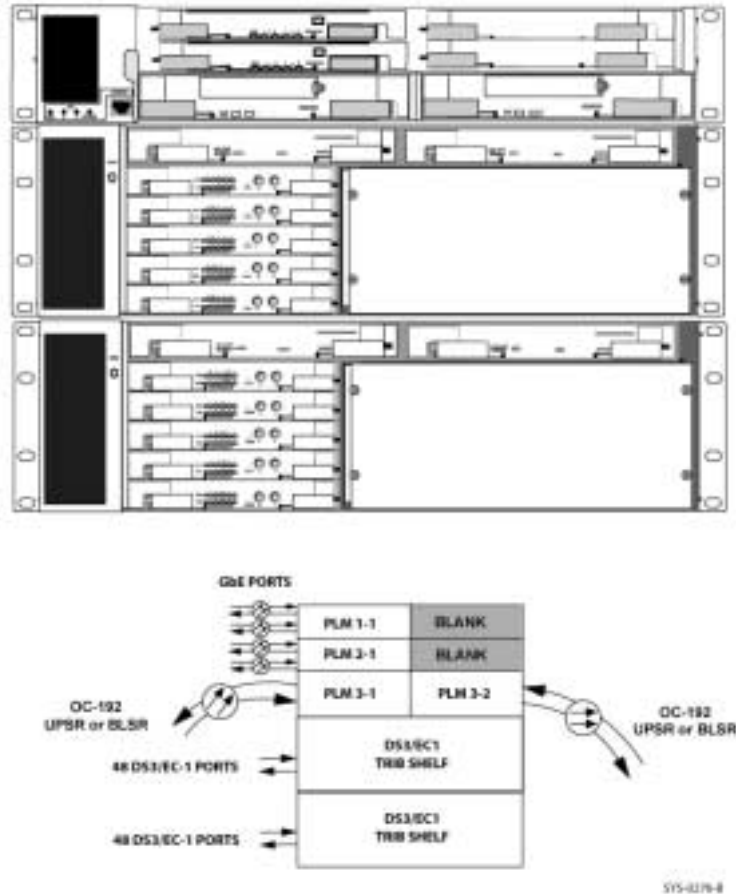 GbE PORTS
PLM 1-1
BLANK
PLM 2-1
BLANK
PLM 3-1
PLM 3-2
OC-192
UPSR or BLSR
OC-192
UPSR or BLSR
DS3/EC1
TRIB SHELF
48 DS3/EC-1 PORTS
DS3/EC1
TRIB SHELF
48 DS3/EC-1 PORTS
SYS-0276-B